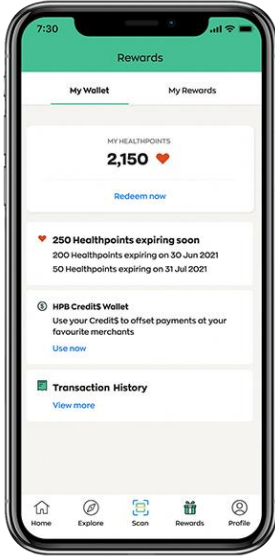 7:30
Rewards
My Wallet My Rewards
MY HEALTHPOINTS
2,150
Redeem now
250 Healthpoints expiring soon
200 Healthpoints expiring on 30 Jun 2021
50 Healthpoints expiring on 31 Jul 2021
HPB Credit$ Wallet
Use your Credit$ to offset payments at your
favourite merchants
Use now
Transaction History
View more
Home Explore Scan Rewards Profile